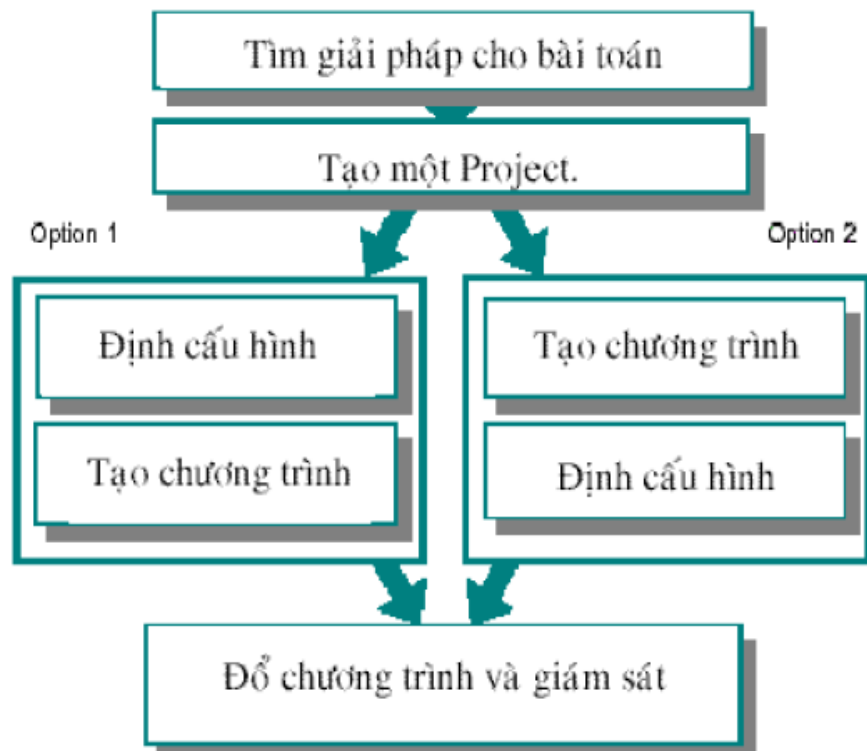 Tìm giải pháp cho bài toán
Tạo một Project.
Option 1
Option 2
Định cấu hình
Tạo chương trình
Tạo chương trình
Định cấu hình
Đổ chương trình và giám sát